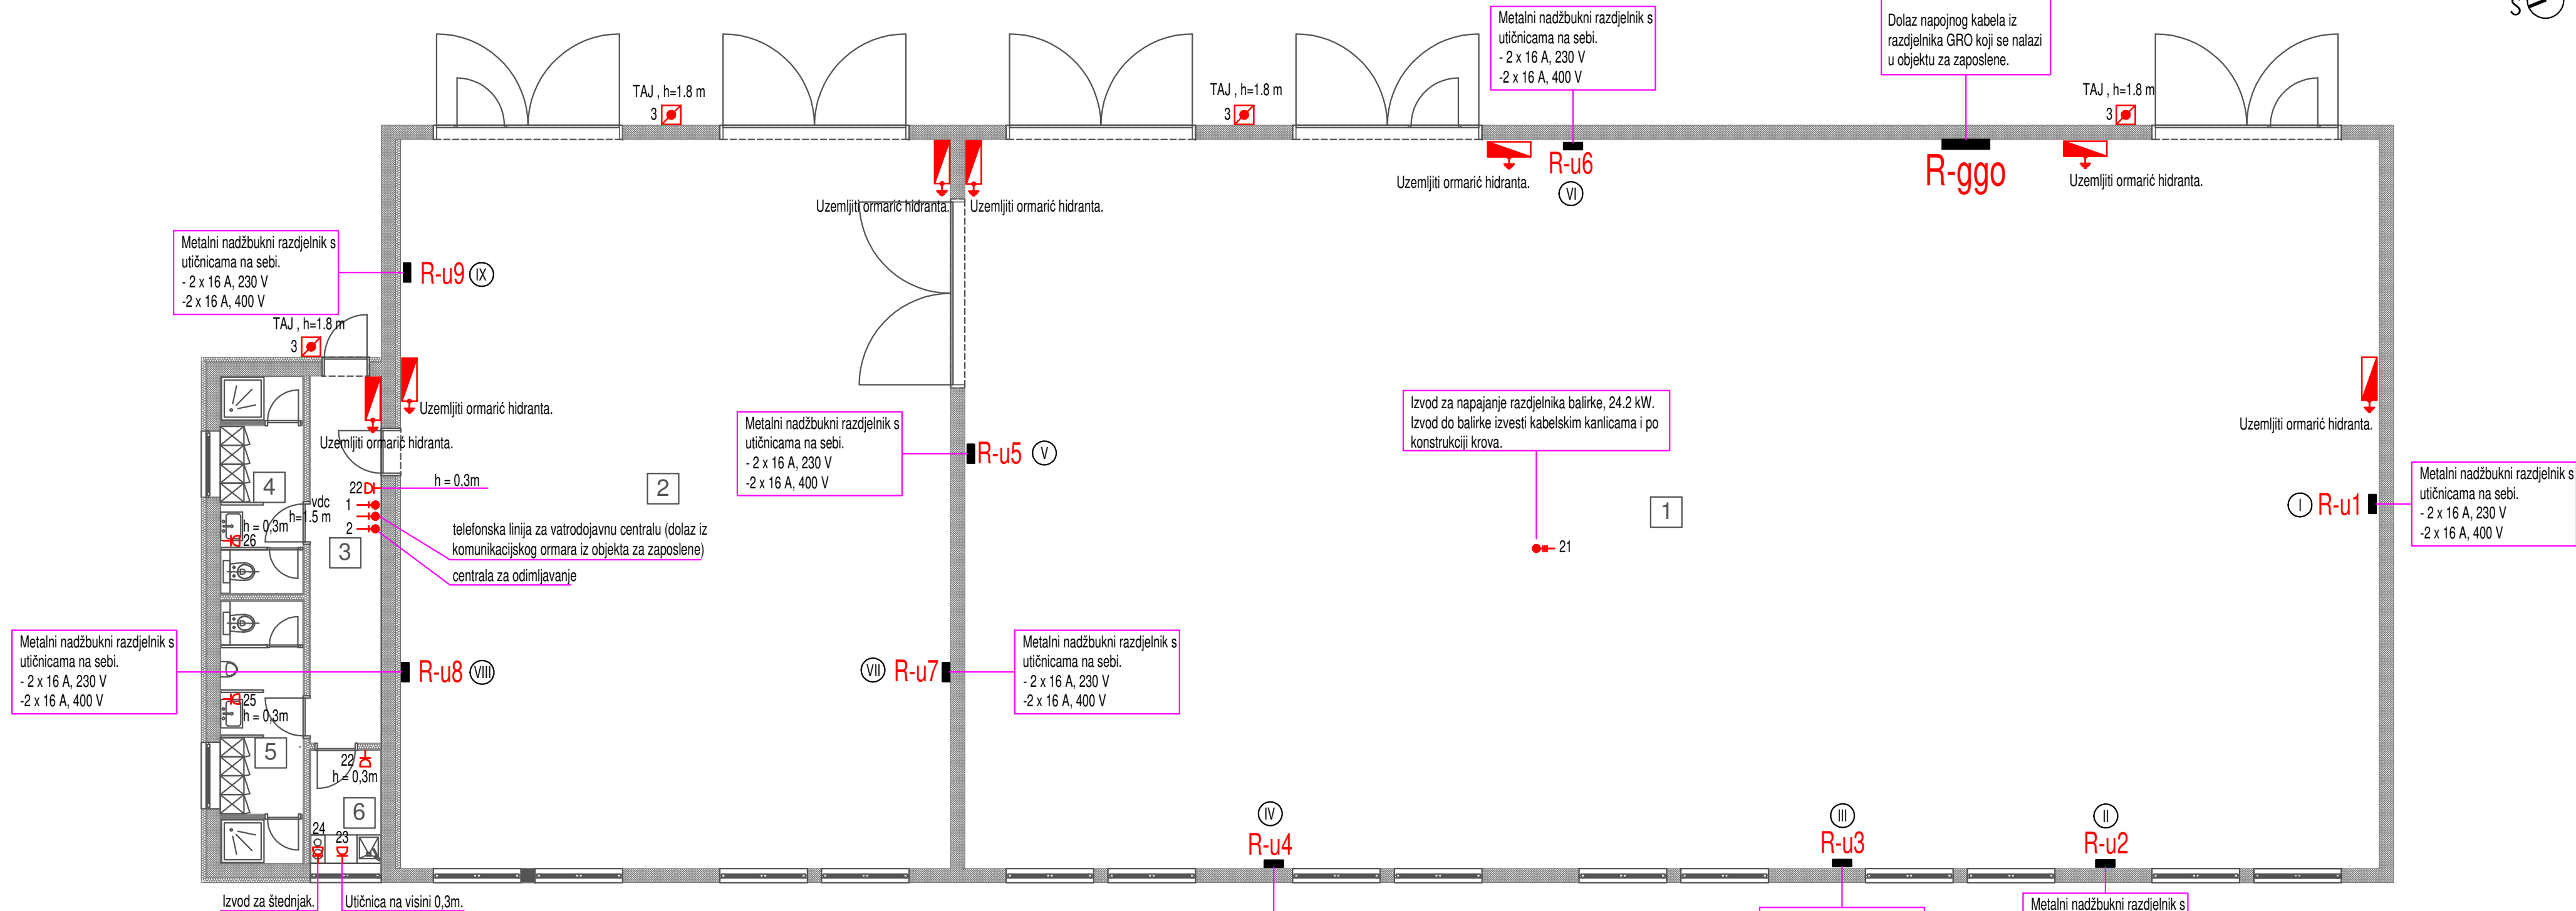 S
Metalni nadžbukni razdjelnik s
utičnicama na sebi.
- 2 x 16 A, 230 V
-2 x 16 A, 400 V
Dolaz napojnog kabela iz
razdjelnika GRO koji se nalazi
u objektu za zaposlene.
TAJ , h=1.8 m
3
TAJ , h=1.8 m
3
TAJ , h=1.8 m
3
R-u6
VI
R-ggo
Uzemljiti ormarić hidranta.
Uzemljiti ormarić hidranta.
Uzemljiti ormarić hidranta.
Uzemljiti ormarić hidranta.
Metalni nadžbukni razdjelnik s
utičnicama na sebi.
- 2 x 16 A, 230 V
-2 x 16 A, 400 V
R-u9
IX
TAJ , h=1.8 m
3
Uzemljiti ormarić hidranta.
Uzemljiti ormarić hidranta.
Metalni nadžbukni razdjelnik s
utičnicama na sebi.
- 2 x 16 A, 230 V
-2 x 16 A, 400 V
R-u5
V
Izvod za napajanje razdjelnika balirke, 24.2 kW.
Izvod do balirke izvesti kabelskim kanlicama i po
konstrukciji krova.
Uzemljiti ormarić hidranta.
Metalni nadžbukni razdjelnik s
utičnicama na sebi.
- 2 x 16 A, 230 V
-2 x 16 A, 400 V
I
R-u1
4
22
h = 0,3m
2
1
vdc
1
h=1.5 m
2
h = 0,3m
26
3
telefonska linija za vatrodojavnu centralu (dolaz iz
komunikacijskog ormara iz objekta za zaposlene)
centrala za odimljavanje
21
Metalni nadžbukni razdjelnik s
utičnicama na sebi.
- 2 x 16 A, 230 V
-2 x 16 A, 400 V
R-u8
VIII
VII
R-u7
Metalni nadžbukni razdjelnik s
utičnicama na sebi.
- 2 x 16 A, 230 V
-2 x 16 A, 400 V
25
h = 0,3m
5
22
h = 0,3m
6
24
23
IV
R-u4
III
R-u3
II
R-u2
Izvod za štednjak.
Utičnica na visini 0,3m.
Metalni nadžbukni razdjelnik s